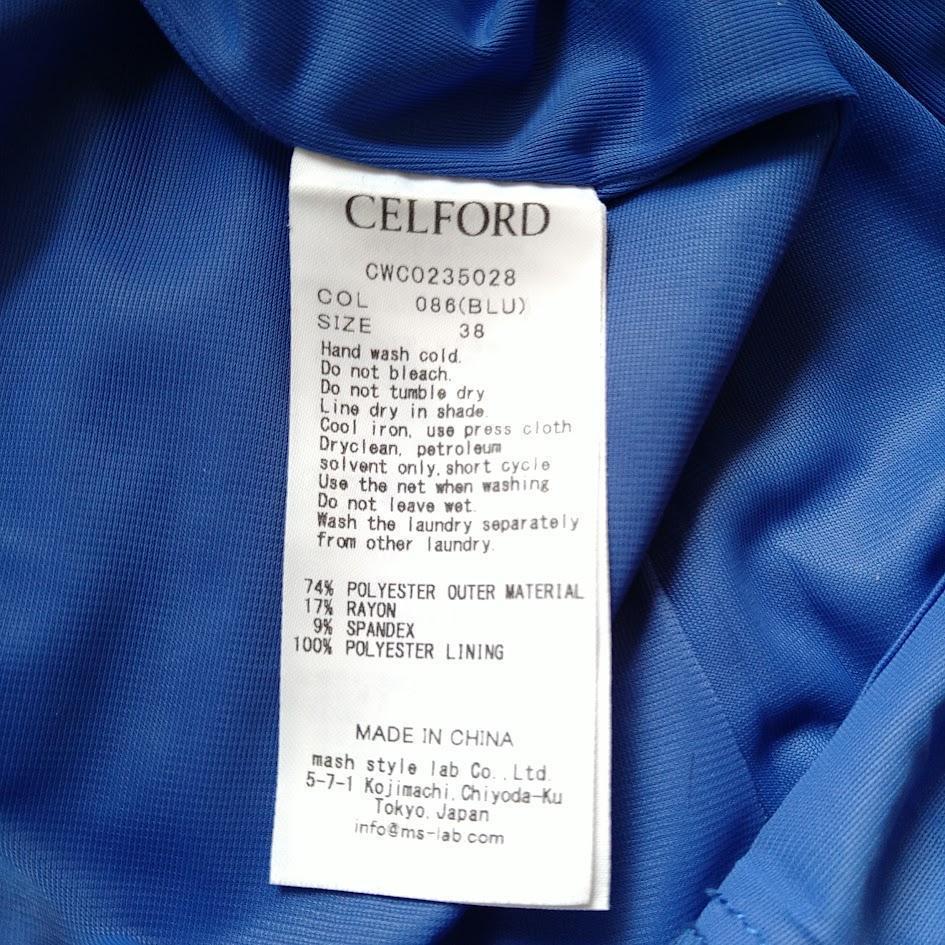 CELFORD
CWCO235028
COL 086(BLU)
SIZE 38
Hand wash cold.
Do not bleach.
Do not tumble dry
Line dry in shade.
Cool iron, use press cloth
Dryclean, petroleum
solvent only, short cycle
Use the net when washing
Do not leave wet.
Wash the laundry separately
from other laundry.
74% POLYESTER OUTER MATERIAL
17% RAYON
9% SPANDEX
100% POLYESTER LINING
MADE IN CHINA
mash style lab Co., Ltd.
5-7-1 Kojimachi, Chiyoda-Ku
Tokyo, Japan
info@ms-lab.com